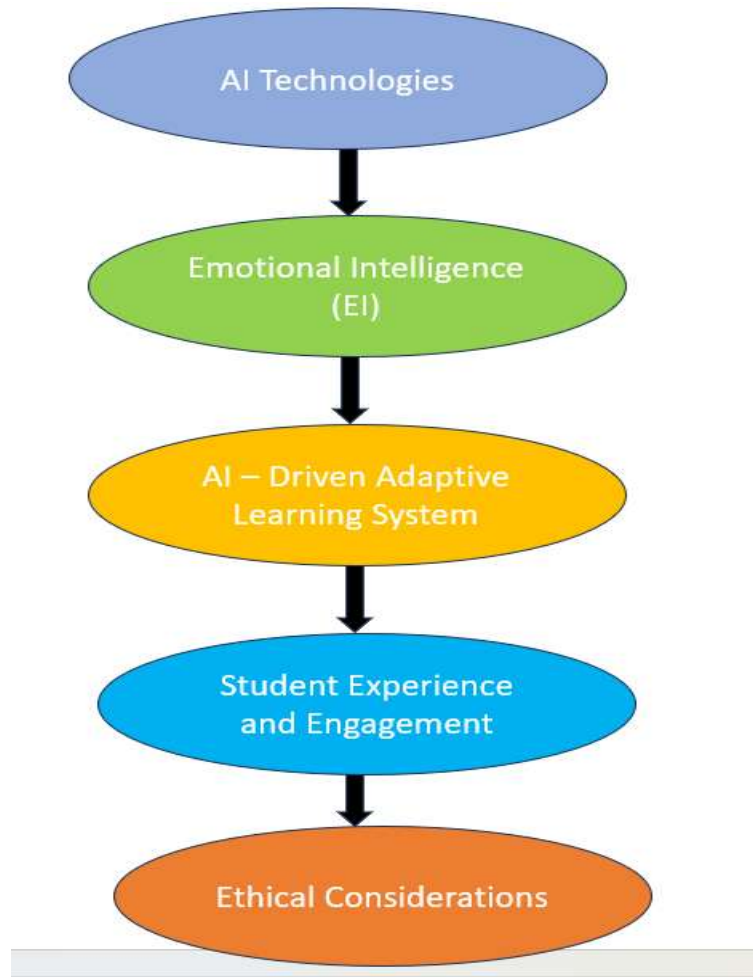 AI Technologies
Emotional Intelligence
(EI)
AI – Driven Adaptive
Learning System
Student Experience
and Engagement
Ethical Considerations